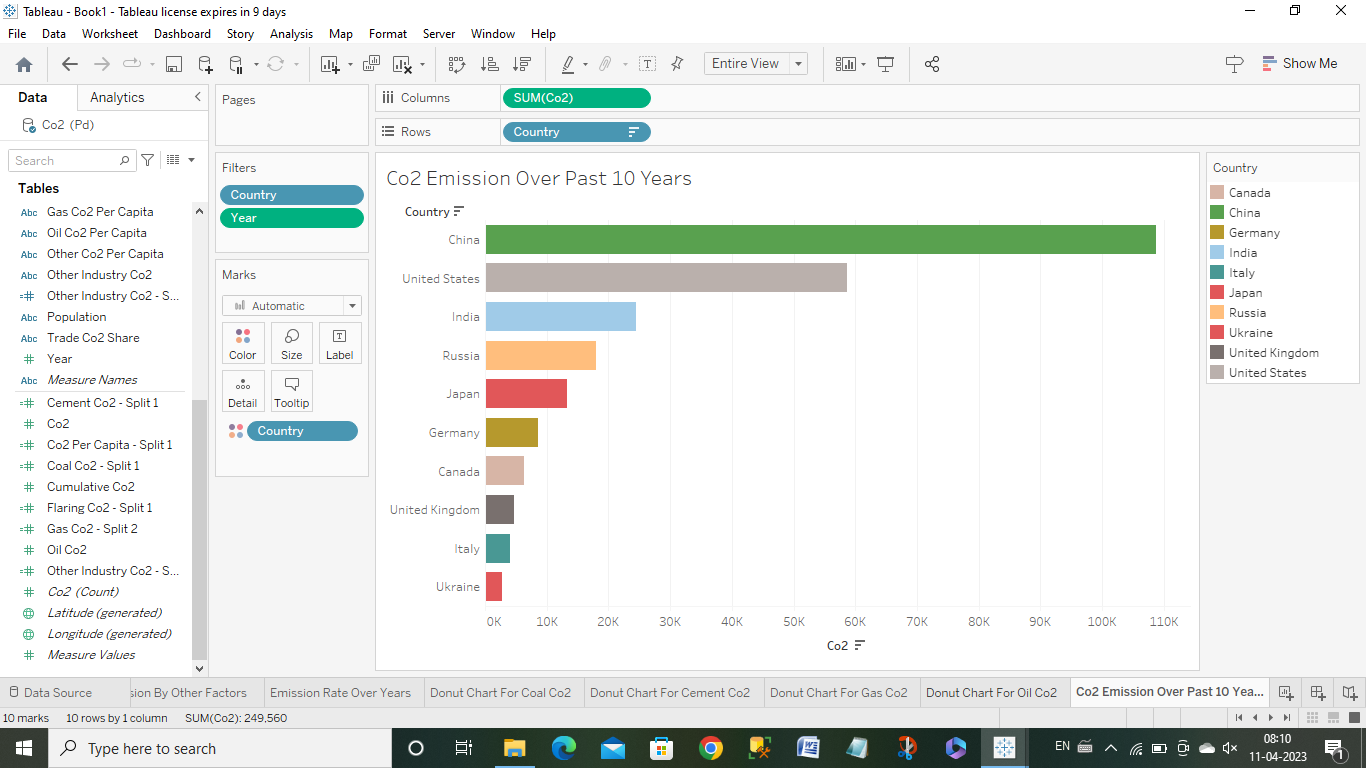 Tableau - Book1 - Tableau license expires in 9 days
File Data Worksheet Dashboard Story Analysis Map Format Server Window Help
Entire View
Show Me
Data Analytics
Co2 (Pd)
Search
Tables
Abc Gas Co2 Per Capita
Abc Oil Co2 Per Capita
Abc Other Co2 Per Capita
Abc Other Industry Co2
=# Other Industry Co2 - S...
Abc Population
Abc Trade Co2 Share
# Year
Abc Measure Names
=# Cement Co2 - Split 1
# Co2
=# Co2 Per Capita - Split 1
=# Coal Co2 - Split 1
# Cumulative Co2
=# Flaring Co2 - Split 1
=# Gas Co2 - Split 2
# Oil Co2
=# Other Industry Co2 - S...
# Co2 (Count)
Latitude (generated)
Longitude (generated)
# Measure Values
Pages
Filters
Country
Year
Marks
Automatic
Color Size Label
Detail Tooltip
Country
Columns SUM(Co2)
Rows Country
Co2 Emission Over Past 10 Years
Country
China
United States
India
Russia
Japan
Germany
Canada
United Kingdom
Italy
Ukraine
0K 10K 20K 30K 40K 50K 60K 70K 80K 90K 100K 110K
Co2
Country
Canada
China
Germany
India
Italy
Japan
Russia
Ukraine
United Kingdom
United States
Data Source sion By Other Factors Emission Rate Over Years Donut Chart For Coal Co2 Donut Chart For Cement Co2 Donut Chart For Gas Co2 Donut Chart For Oil Co2 Co2 Emission Over Past 10 Yea...
10 marks 10 rows by 1 column SUM(Co2): 249.560
Type here to search
EN
08:10
11-04-2023
1